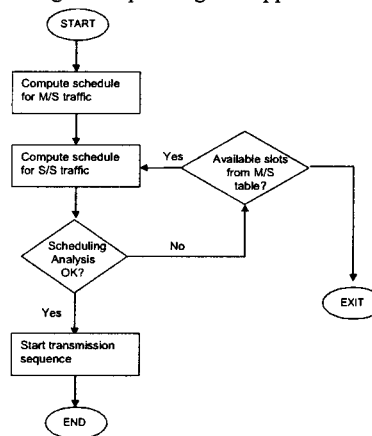 START
Compute schedule
for M/S traffic
Compute schedule
for S/S traffic
Yes
Available slots
from M/S
table?
Scheduling
Analysis
OK?
No
Yes
EXIT
Start transmission
sequence
END